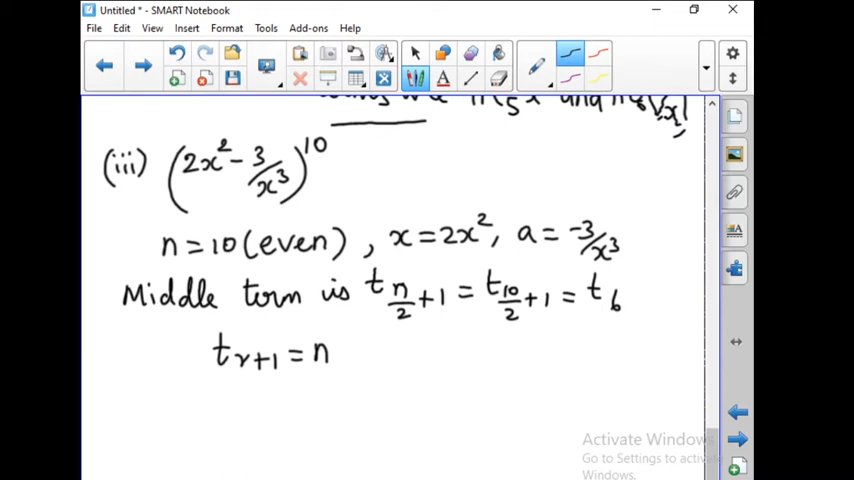 Untitled * - SMART Notebook
File Edit View Insert Format Tools Add-ons Help
(iii) (2x² - 3/x³)¹⁰
n = 10 (even) , x = 2x², a = -3/x³
Middle term is t n/2 + 1 = t 10/2 + 1 = t₆
t r+1 = n
Activate Windows
Go to Settings to activate
Windows.